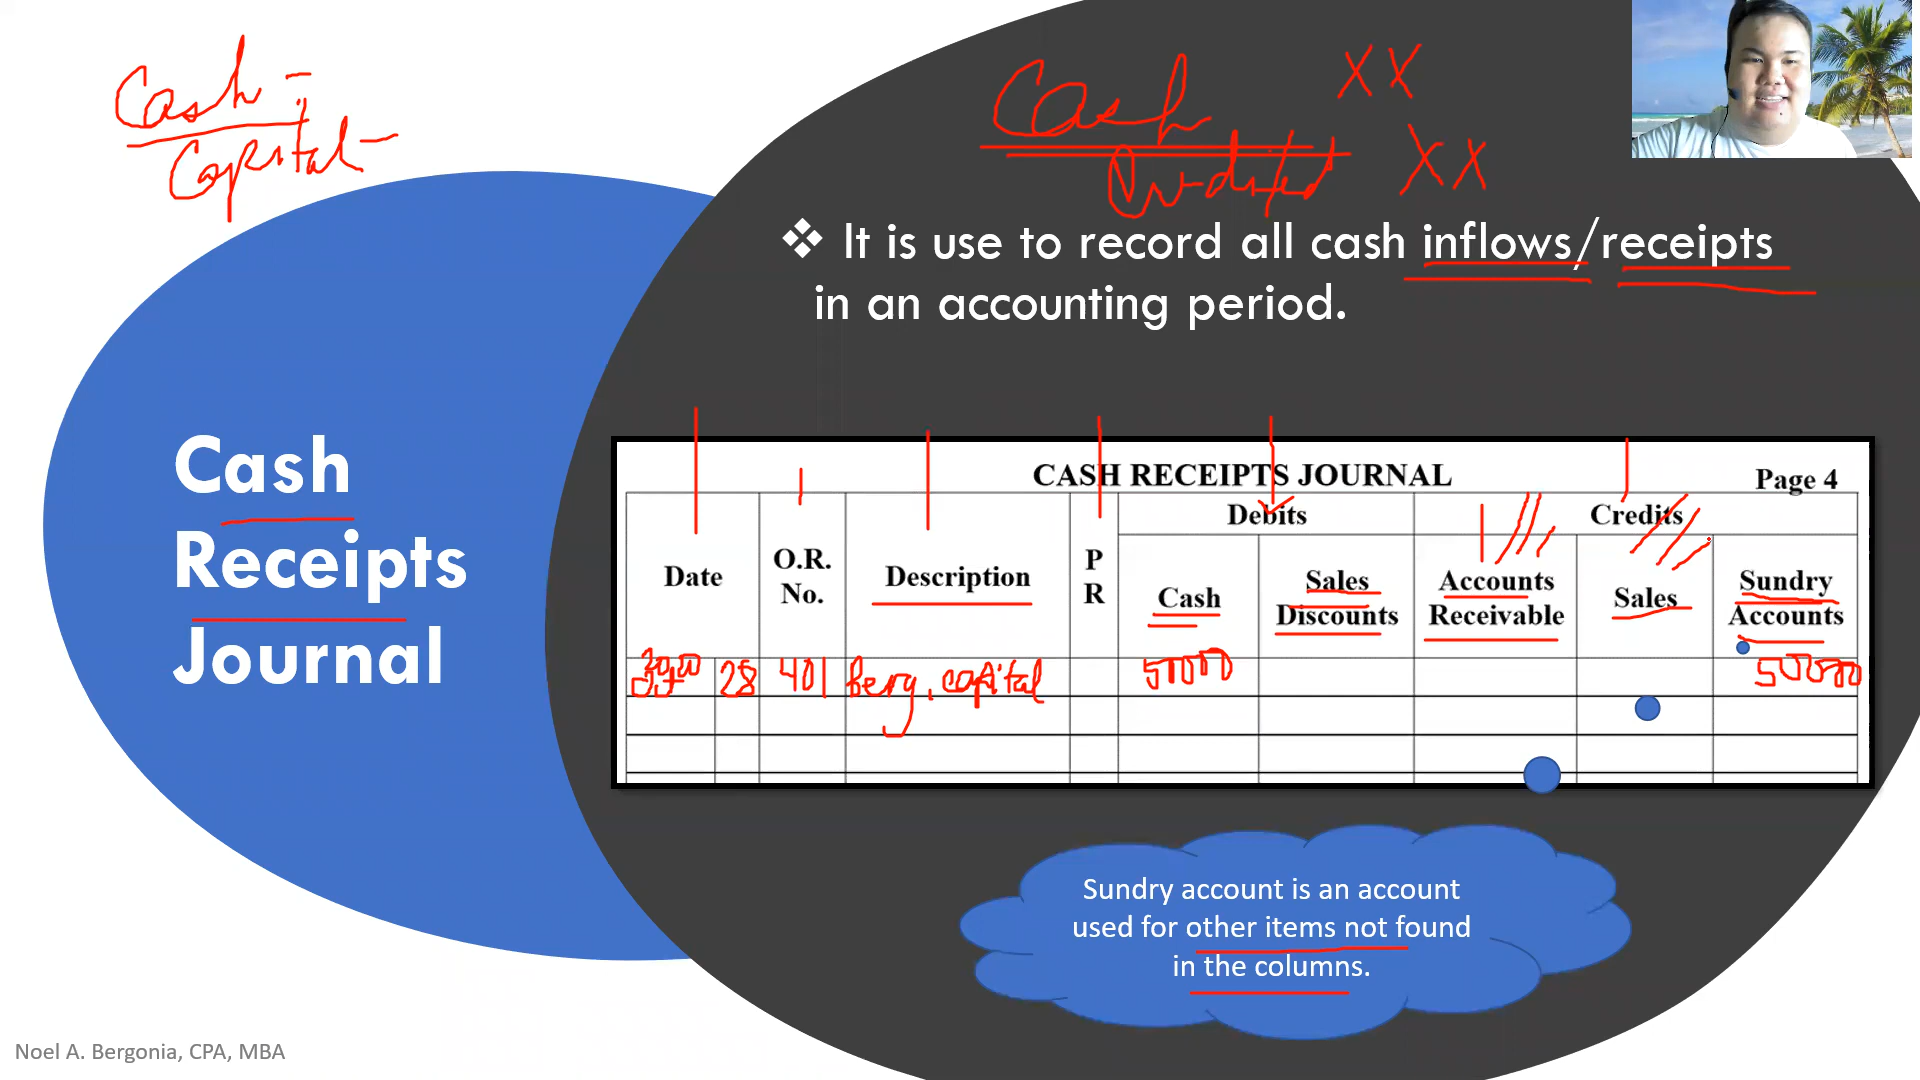 Cash -
Capital -
Cash XX
XX
❖ It is use to record all cash inflows/receipts
in an accounting period.
Cash
Receipts
Journal
CASH RECEIPTS JOURNAL Page 4
Debits Credits
Date O.R. No. Description P R Cash Sales Discounts Accounts Receivable Sales Sundry Accounts
28 401 Berg, capital 50000 50000
Sundry account is an account
used for other items not found
in the columns.
Noel A. Bergonia, CPA, MBA